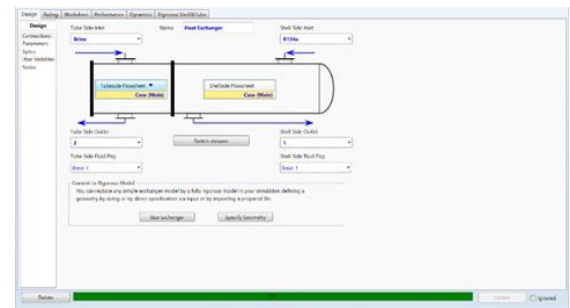 Design Rating Worksheet Performance Dynamics Rigorous Shell&Tube
Design
Connections
Parameters
Specs
User Variables
Notes
Tube Side Inlet
Name Heat Exchanger
Shell Side Inlet
Brine
R134a
Tubeside Flowsheet
Case (Main)
Shellside Flowsheet
Case (Main)
Tube Side Outlet
Shell Side Outlet
2
Switch streams
1
Tube Side Fluid Pkg
Shell Side Fluid Pkg
Basis-1
Basis-1
Convert to Rigorous Model
You can replace any simple exchanger model by a fully rigorous model in your simulation defining a
geometry by sizing or by direct specification via input or by importing a prepared file.
Size Exchanger
Specify Geometry
Delete
OK
Update
Ignored